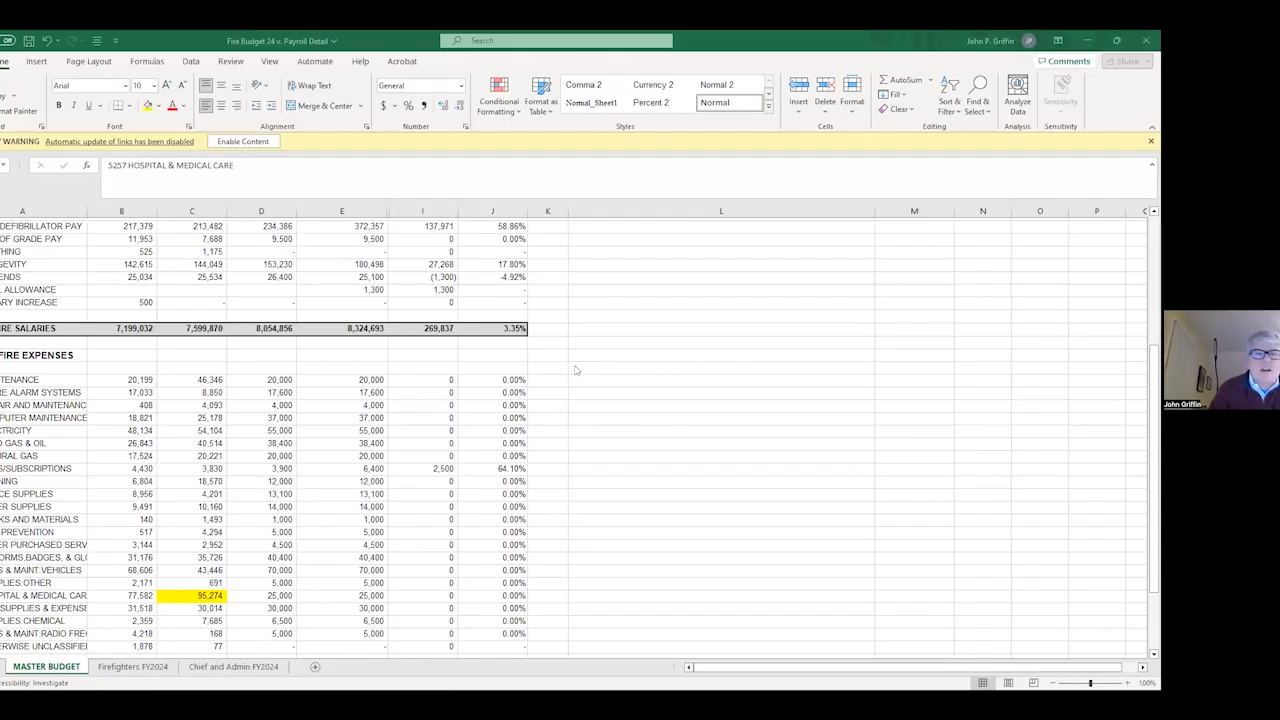 Off Fire Budget 24 v. Payroll Detail Search John P. Griffin JP
me Insert Page Layout Formulas Data Review View Automate Help Acrobat Comments Share
Arial 10 Wrap Text General Comma 2 Currency 2 Normal 2 AutoSum
Format Painter Merge & Center Conditional Formatting Format as Table Normal_Sheet1 Percent 2 Normal Insert Delete Format Fill Clear Sort & Filter Find & Select Analyze Data Sensitivity
Font Alignment Number Styles Cells Editing Analysis Sensitivity
WARNING Automatic update of links has been disabled Enable Content
fx 5257 HOSPITAL & MEDICAL CARE
A B C D E I J K L M N O P
DEFIBRILLATOR PAY 217,379 213,482 234,386 372,357 137,971 58.86%
OF GRADE PAY 11,953 7,688 9,500 9,500 0 0.00%
THING 525 1,175 - - 0 -
GEVITY 142,615 144,049 153,230 180,498 27,268 17.80%
ENDS 25,034 25,534 26,400 25,100 (1,300) -4.92%
ALLOWANCE 1,300 1,300 -
ARY INCREASE 500 - - - 0 -
IRE SALARIES 7,199,032 7,599,870 8,054,856 8,324,693 269,837 3.35%
FIRE EXPENSES
TENANCE 20,199 46,346 20,000 20,000 0 0.00%
RE ALARM SYSTEMS 17,033 8,850 17,600 17,600 0 0.00%
AIR AND MAINTENANC 408 4,093 4,000 4,000 0 0.00%
PUTER MAINTENANCE 18,821 25,178 37,000 37,000 0 0.00%
CTRICITY 48,134 54,104 55,000 55,000 0 0.00%
GAS & OIL 26,843 40,514 38,400 38,400 0 0.00%
URAL GAS 17,524 20,221 20,000 20,000 0 0.00%
S/SUBSCRIPTIONS 4,430 3,830 3,900 6,400 2,500 64.10%
NING 6,804 18,570 12,000 12,000 0 0.00%
CE SUPPLIES 8,956 4,201 13,100 13,100 0 0.00%
ER SUPPLIES 9,491 10,160 14,000 14,000 0 0.00%
KS AND MATERIALS 140 1,493 1,000 1,000 0 0.00%
PREVENTION 517 4,294 5,000 5,000 0 0.00%
ER PURCHASED SERV 3,144 2,952 4,500 4,500 0 0.00%
ORMS,BADGES, & GLO 31,176 35,726 40,400 40,400 0 0.00%
S & MAINT:VEHICLES 68,606 43,446 70,000 70,000 0 0.00%
PLIES:OTHER 2,171 691 5,000 5,000 0 0.00%
PITAL & MEDICAL CAR 77,582 95,274 25,000 25,000 0 0.00%
SUPPLIES & EXPENSE 31,518 30,014 30,000 30,000 0 0.00%
PLIES:CHEMICAL 2,359 7,685 6,500 6,500 0 0.00%
S & MAINT:RADIO FRE 4,218 168 5,000 5,000 0 0.00%
ERWISE UNCLASSIFIE 1,878 77 - - 0 -
John Griffin
MASTER BUDGET Firefighters FY2024 Chief and Admin FY2024
cessibility: Investigate 100%